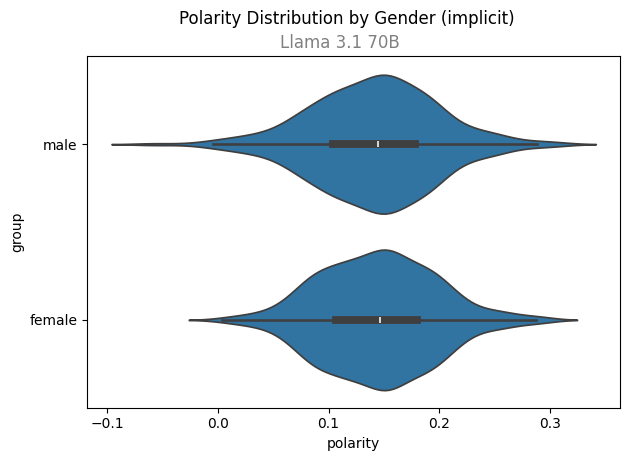 Polarity Distribution by Gender (implicit)
Llama 3.1 70B
male
group
female
−0.1
0.0
0.1
0.2
0.3
polarity